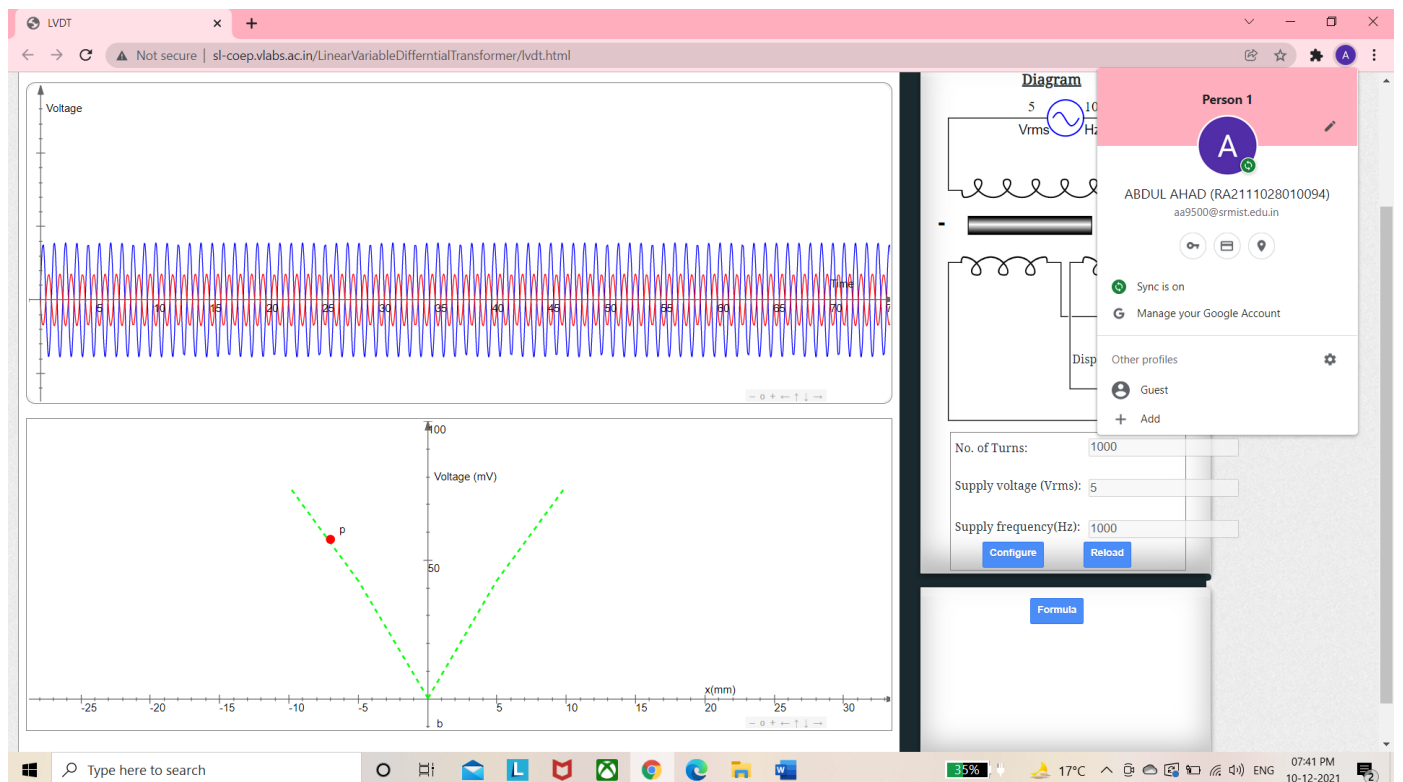 LVDT
Not secure | sl-coep.vlabs.ac.in/LinearVariableDifferntialTransformer/lvdt.html
A
Voltage
Time
5 10 15 20 25 30 35 40 45 50 55 60 65 70
- o + ← ↑ ↓ →
100
Voltage (mV)
p
50
x(mm)
-25 -20 -15 -10 -5 5 10 15 20 25 30
b
- o + ← ↑ ↓ →
Diagram
5 10
Vrms Hz
-
Disp
No. of Turns: 1000
Supply voltage (Vrms): 5
Supply frequency(Hz): 1000
Configure Reload
Formula
Person 1
A
ABDUL AHAD (RA2111028010094)
aa9500@srmist.edu.in
Sync is on
G Manage your Google Account
Other profiles
Guest
+ Add
Type here to search
L
W
35%
17°C
ENG
07:41 PM
10-12-2021
2